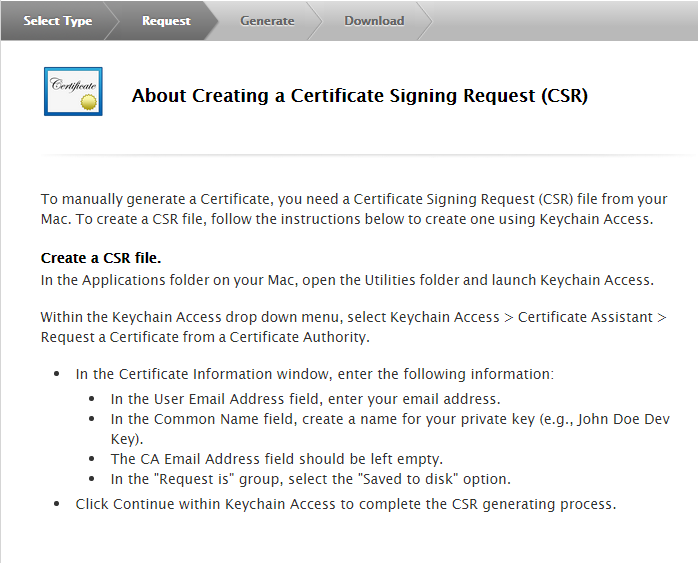 Select Type Request Generate Download
Certificate
About Creating a Certificate Signing Request (CSR)
To manually generate a Certificate, you need a Certificate Signing Request (CSR) file from your
Mac. To create a CSR file, follow the instructions below to create one using Keychain Access.
Create a CSR file.
In the Applications folder on your Mac, open the Utilities folder and launch Keychain Access.
Within the Keychain Access drop down menu, select Keychain Access > Certificate Assistant >
Request a Certificate from a Certificate Authority.
• In the Certificate Information window, enter the following information:
• In the User Email Address field, enter your email address.
• In the Common Name field, create a name for your private key (e.g., John Doe Dev
Key).
• The CA Email Address field should be left empty.
• In the "Request is" group, select the "Saved to disk" option.
• Click Continue within Keychain Access to complete the CSR generating process.